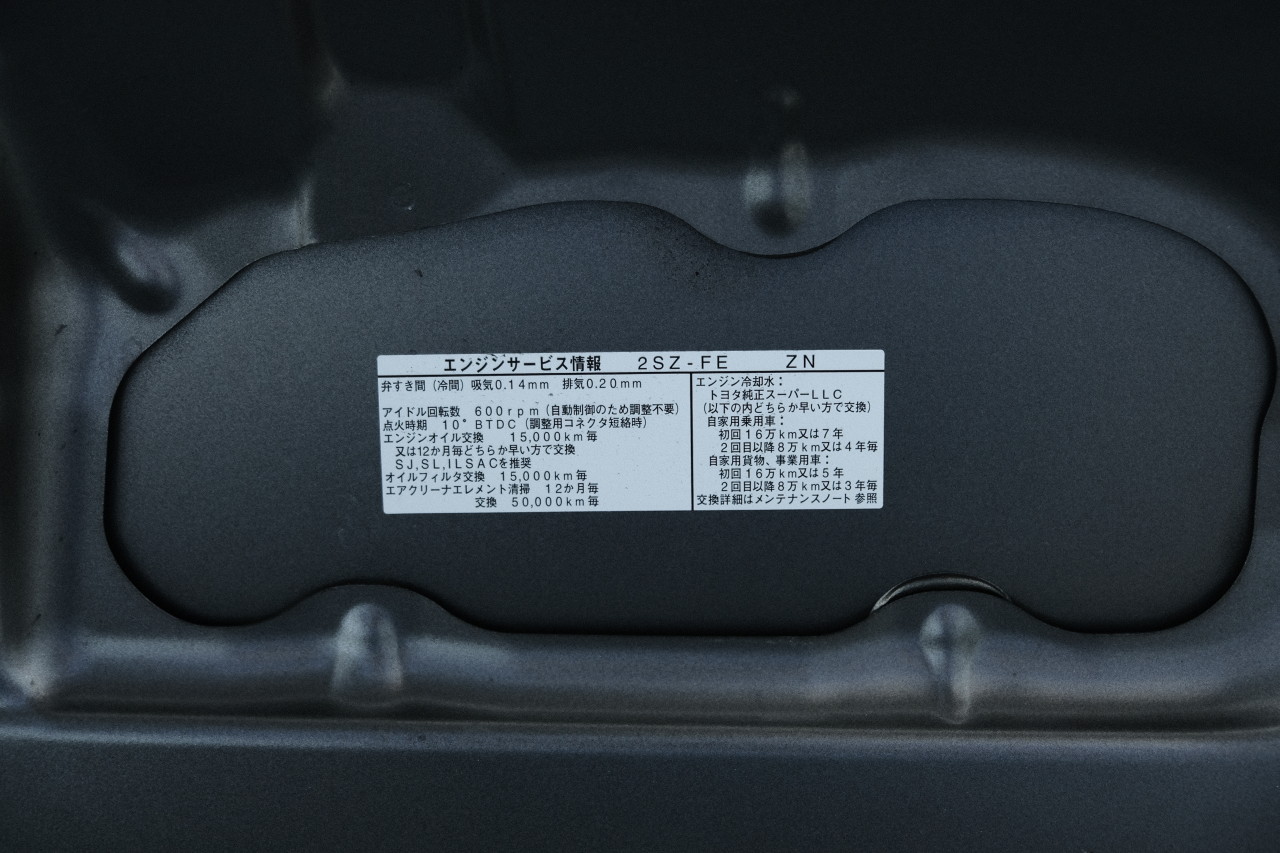 エンジンサービス情報 2SZ-FE ZN
弁すき間(冷間)吸気0.14mm 排気0.20mm
アイドル回転数 600rpm(自動制御のため調整不要)
点火時期 10°BTDC(調整用コネクタ短絡時)
エンジンオイル交換 15,000km毎
又は12か月毎どちらか早い方で交換
SJ,SL,ILSACを推奨
オイルフィルタ交換 15,000km毎
エアクリーナエレメント清掃 12か月毎
交換 50,000km毎
エンジン冷却水:
トヨタ純正スーパーLLC
(以下の内どちらか早い方で交換)
自家用乗用車:
初回16万km又は7年
2回目以降8万km又は4年毎
自家用貨物、事業用車:
初回16万km又は5年
2回目以降8万km又は3年毎
交換詳細はメンテナンスノート参照